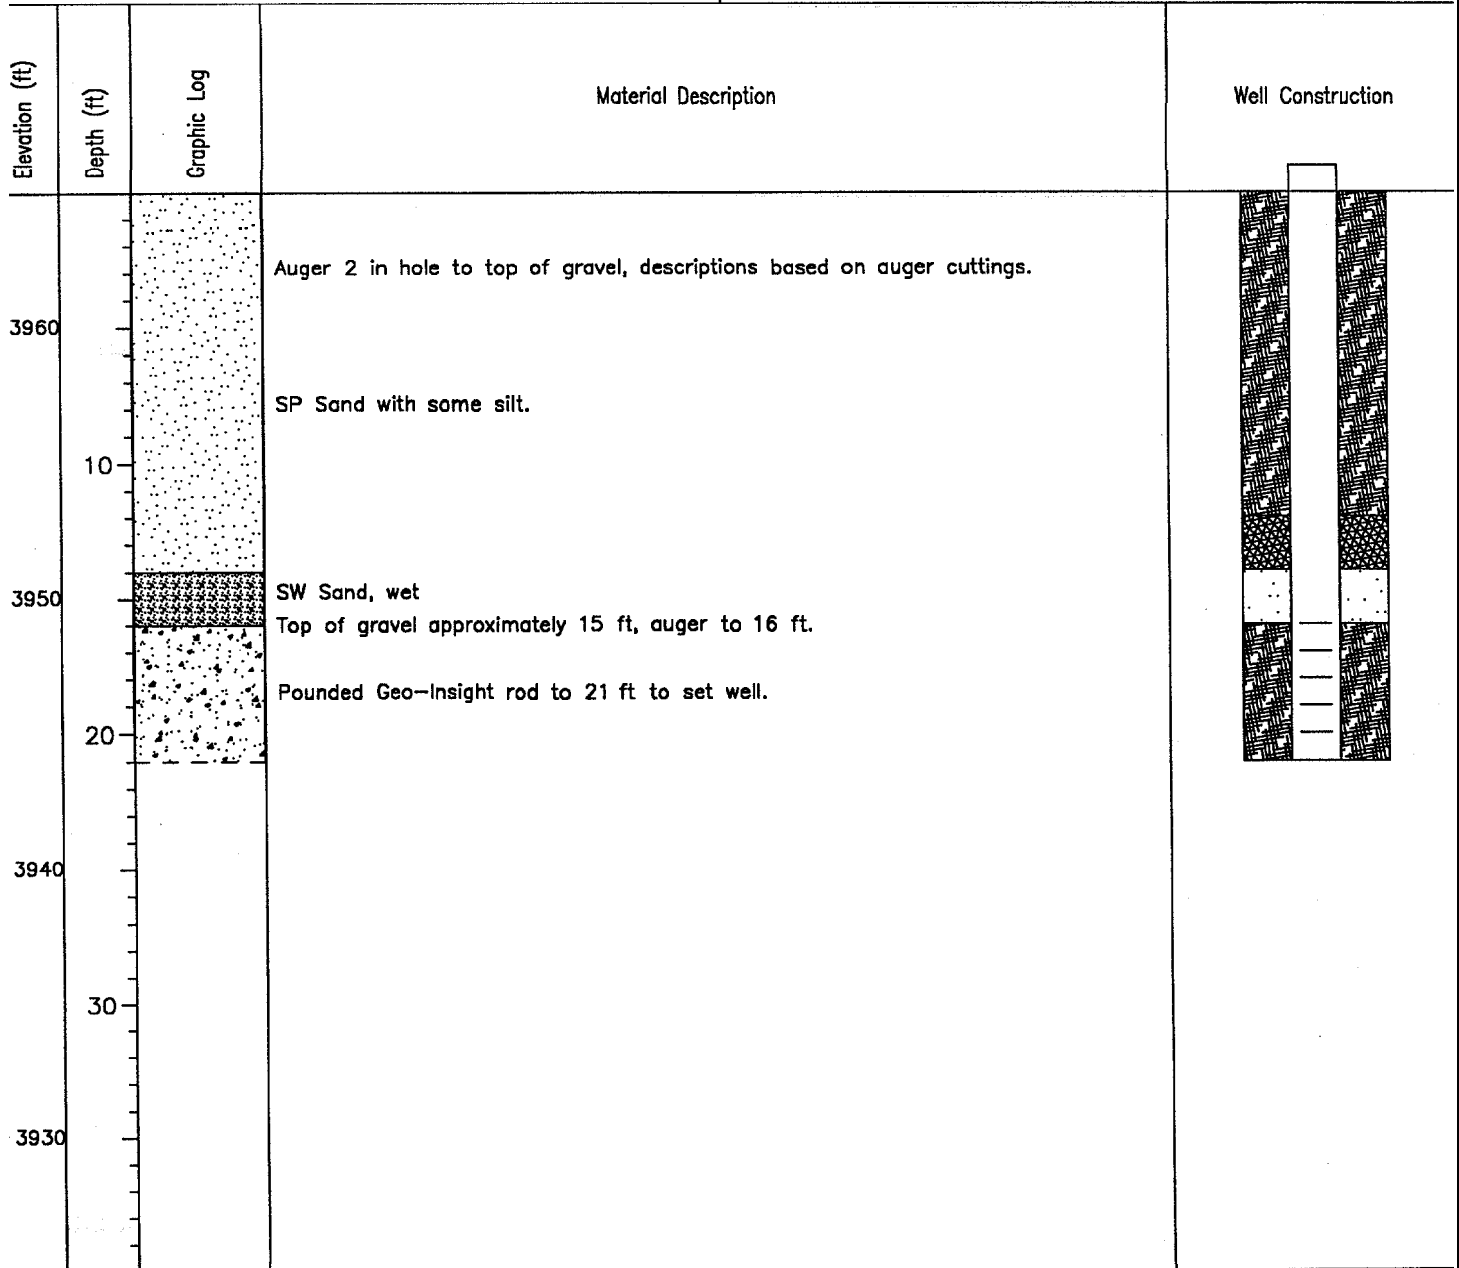 Elevation (ft)
Depth (ft)
Graphic Log
Material Description
Well Construction
Auger 2 in hole to top of gravel, descriptions based on auger cuttings.
3960
SP Sand with some silt.
10
SW Sand, wet
3950
Top of gravel approximately 15 ft, auger to 16 ft.
Pounded Geo-Insight rod to 21 ft to set well.
20
3940
30
3930